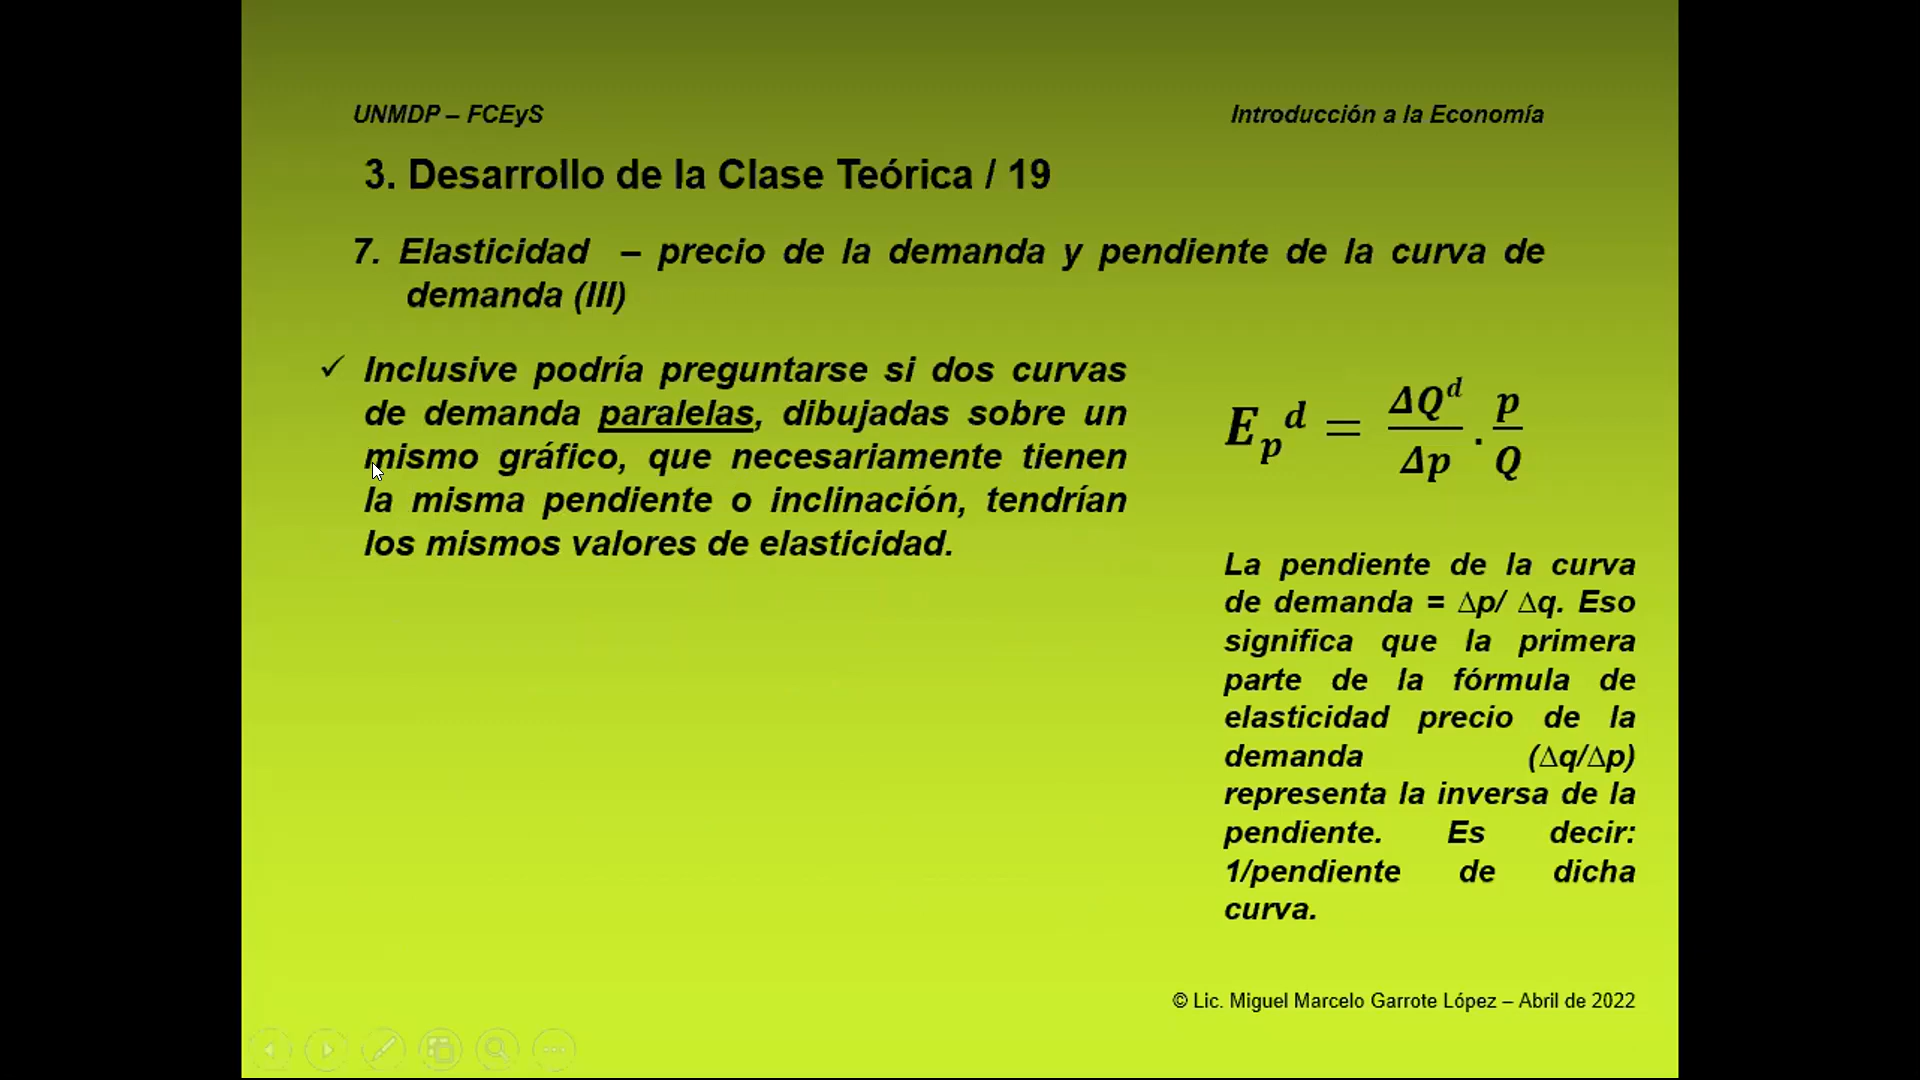 UNMDP – FCEyS
Introducción a la Economía
3. Desarrollo de la Clase Teórica / 19
7. Elasticidad – precio de la demanda y pendiente de la curva de
demanda (III)
✓ Inclusive podría preguntarse si dos curvas
de demanda paralelas, dibujadas sobre un
mismo gráfico, que necesariamente tienen
la misma pendiente o inclinación, tendrían
los mismos valores de elasticidad.
E_p^d = ΔQ^d/Δp . p/Q
La pendiente de la curva
de demanda = Δp/ Δq. Eso
significa que la primera
parte de la fórmula de
elasticidad precio de la
demanda (Δq/Δp)
representa la inversa de la
pendiente. Es decir:
1/pendiente de dicha
curva.
© Lic. Miguel Marcelo Garrote López – Abril de 2022